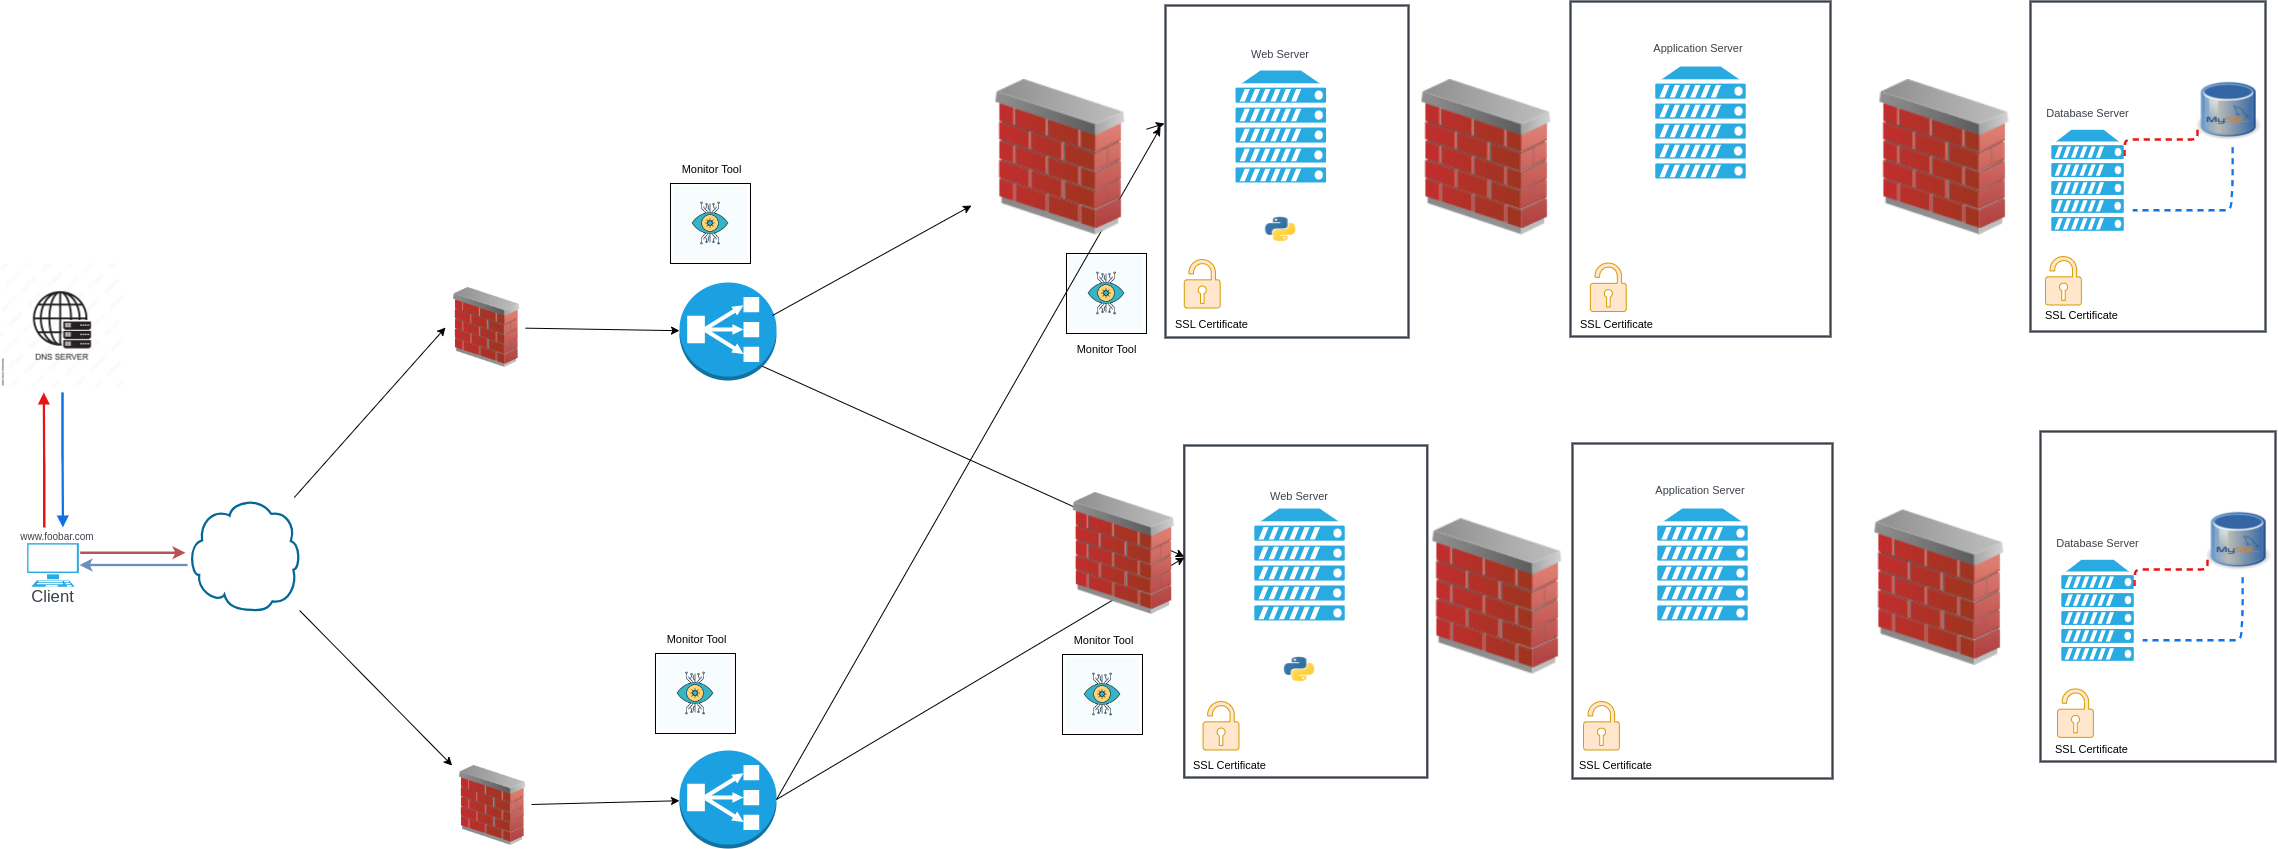 Web Server
Application Server
Database Server
MySQL
Monitor Tool
DNS SERVER
SSL Certificate
SSL Certificate
SSL Certificate
Monitor Tool
www.foobar.com
Client
Web Server
Application Server
Database Server
MySQL
Monitor Tool
Monitor Tool
SSL Certificate
SSL Certificate
SSL Certificate